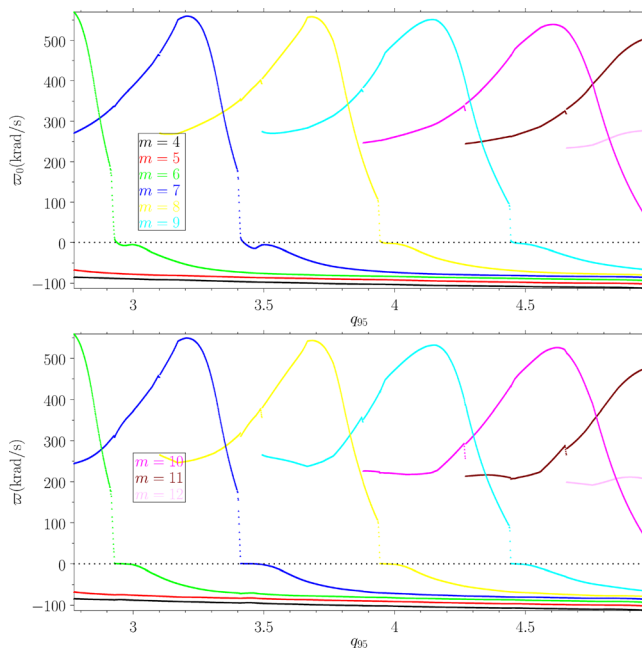 500
400
300
200
100
0
−100
ϖ₀(krad/s)
m = 4
m = 5
m = 6
m = 7
m = 8
m = 9
3
3.5
4
4.5
q₉₅
500
400
300
200
100
0
−100
ϖ(krad/s)
m = 10
m = 11
m = 12
3
3.5
4
4.5
q₉₅